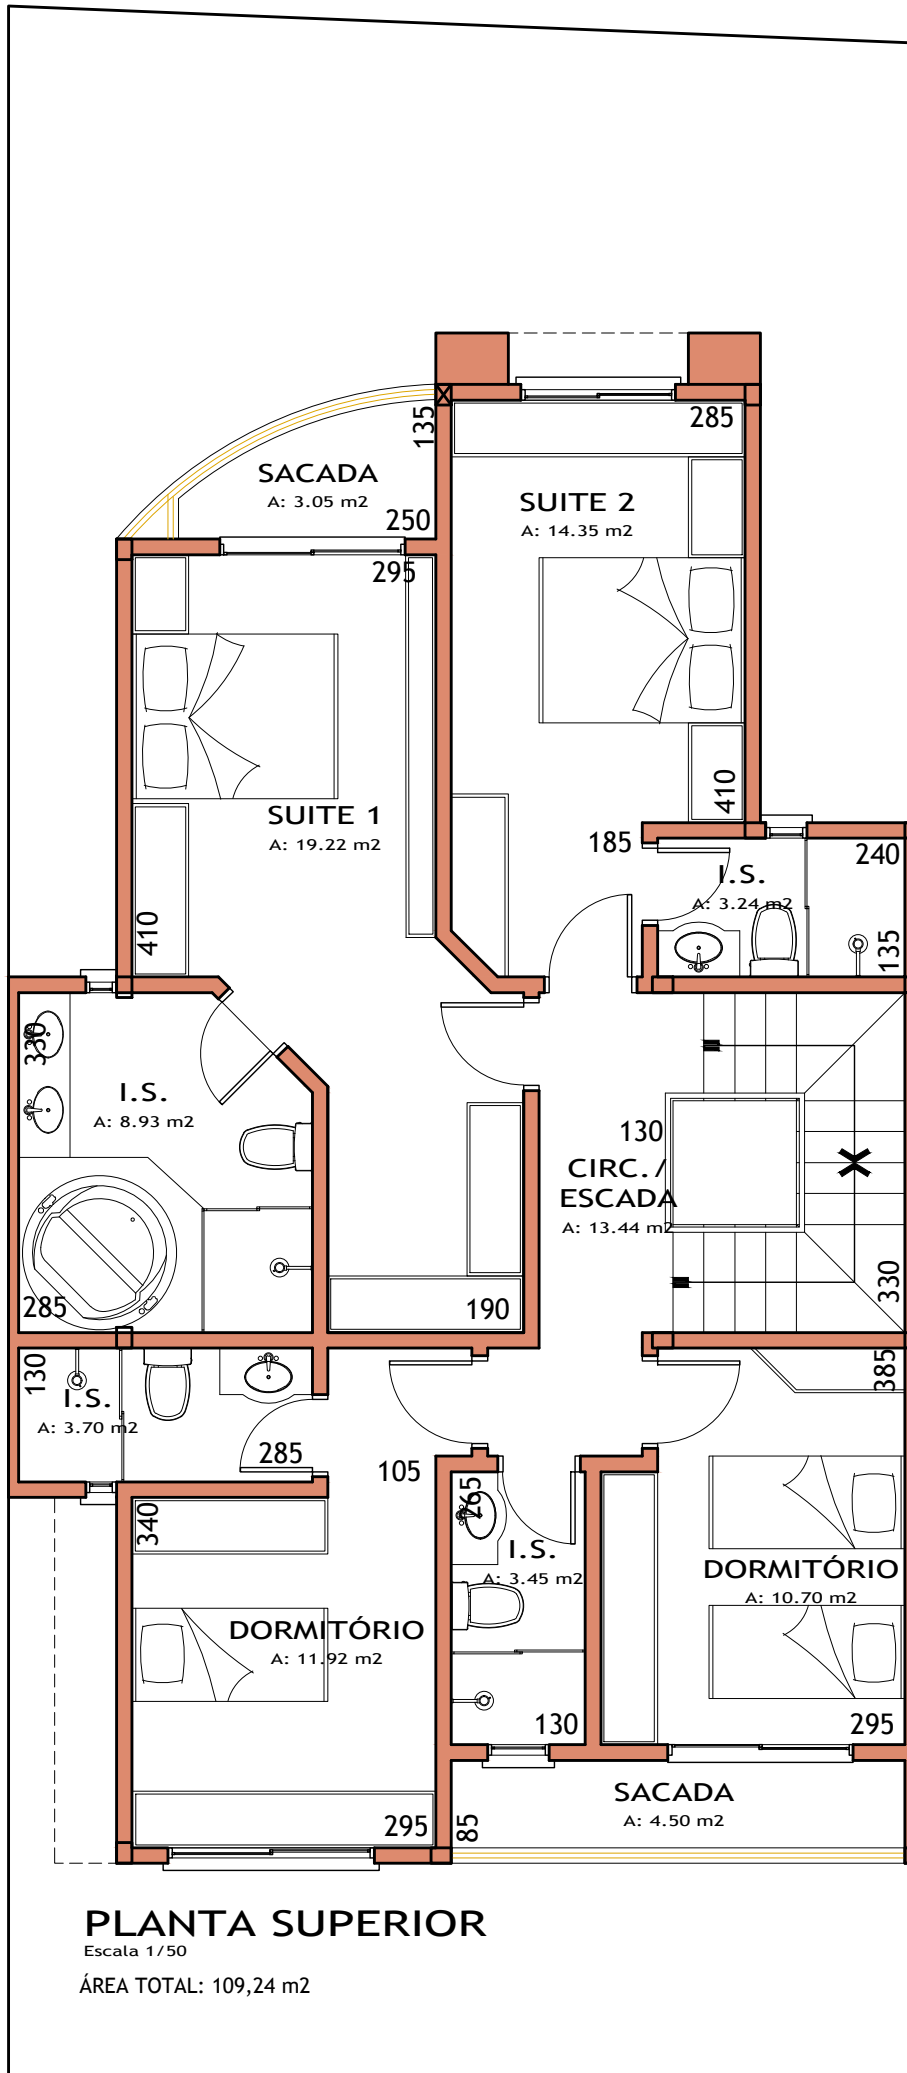 285
135
SACADA
A: 3.05 m2
250
SUITE 2
A: 14.35 m2
295
410
SUITE 1
A: 19.22 m2
185
240
I.S.
A: 3.24 m2
410
135
330
I.S.
A: 8.93 m2
130
CIRC./
ESCADA
A: 13.44 m2
330
285
190
130
I.S.
A: 3.70 m2
285
105
385
340
265
I.S.
A: 3.45 m2
DORMITÓRIO
A: 10.70 m2
DORMITÓRIO
A: 11.92 m2
130
295
SACADA
A: 4.50 m2
295
85
PLANTA SUPERIOR
Escala 1/50
ÁREA TOTAL: 109,24 m2